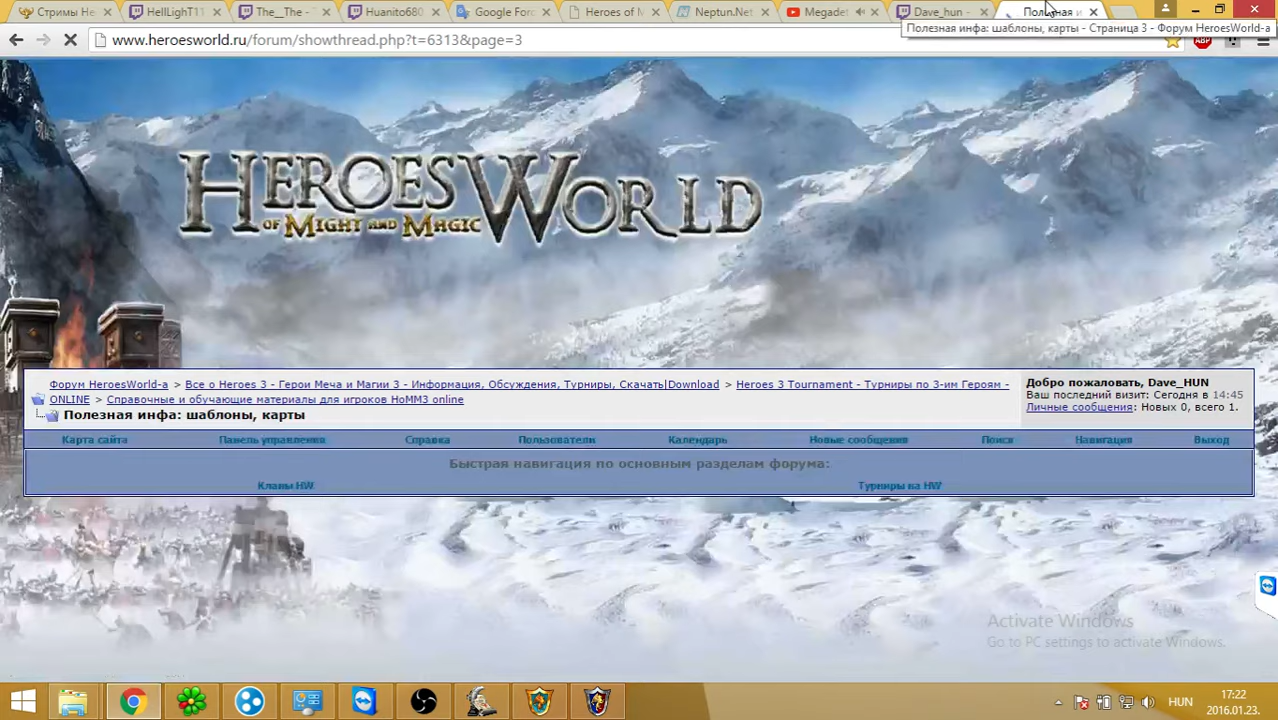 Стримы He
HellLighT11
The__The -
Huanito680
Google Forc
Heroes of M
Neptun.Net
Megadet
Dave_hun -
Полезная и
www.heroesworld.ru/forum/showthread.php?t=6313&page=3
Полезная инфа: шаблоны, карты - Страница 3 - Форум HeroesWorld-а
ABP
HEROESWORLD
OF MIGHT AND MAGIC
Форум HeroesWorld-а > Все о Heroes 3 - Герои Меча и Магии 3 - Информация, Обсуждения, Турниры, Скачать|Download > Heroes 3 Tournament - Турниры по 3-им Героям -
ONLINE > Справочные и обучающие материалы для игроков HoMM3 online
Полезная инфа: шаблоны, карты
Добро пожаловать, Dave_HUN
Ваш последний визит: Сегодня в 14:45
Личные сообщения: Новых 0, всего 1.
Карта сайта Панель управления Справка Пользователи Календарь Новые сообщения Поиск Навигация Выход
Быстрая навигация по основным разделам форума:
Кланы HW Турниры на HW
Activate Windows
Go to PC settings to activate Windows.
HUN
17:22
2016.01.23.